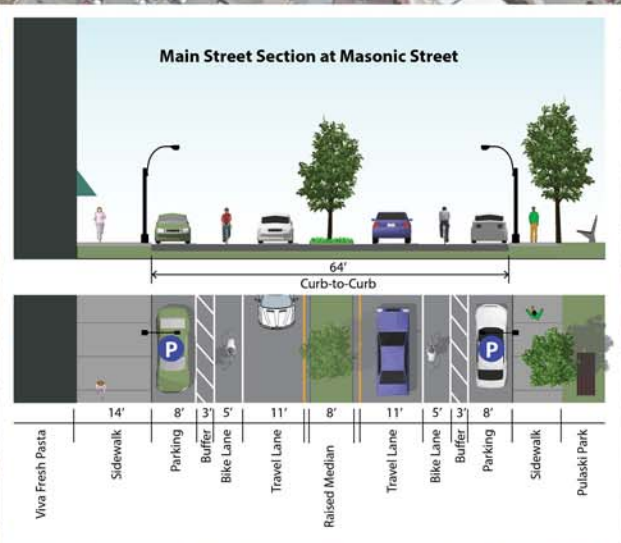 Main Street Section at Masonic Street
64'
Curb-to-Curb
P
P
14'
8'
3'
5'
11'
8'
11'
5'
3'
8'
Viva Fresh Pasta
Sidewalk
Parking
Buffer
Bike Lane
Travel Lane
Raised Median
Travel Lane
Bike Lane
Buffer
Parking
Sidewalk
Pulaski Park